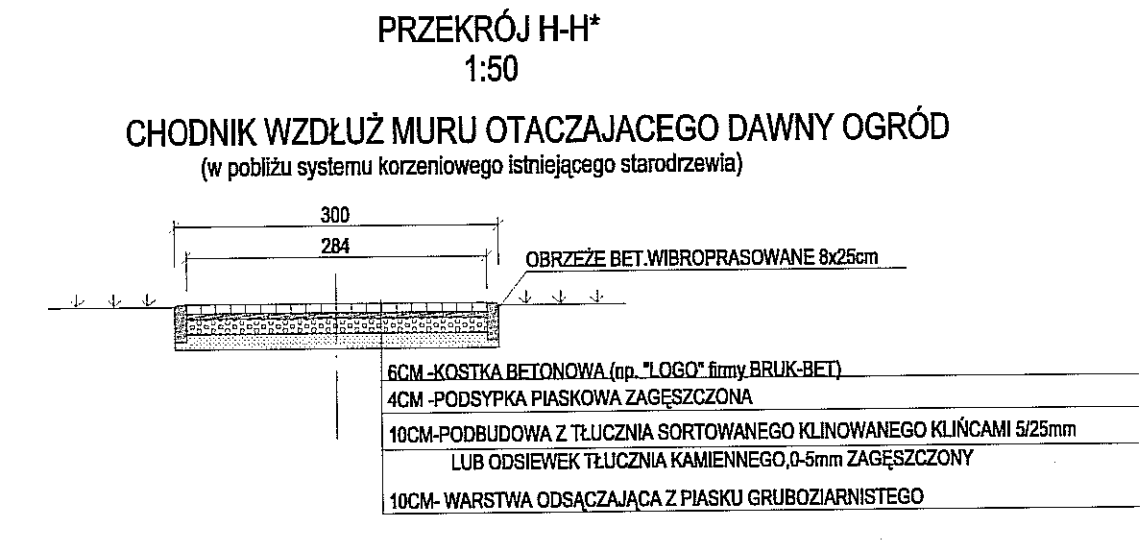 PRZEKRÓJ H-H*
1:50
CHODNIK WZDŁUŻ MURU OTACZAJACEGO DAWNY OGRÓD
(w pobliżu systemu korzeniowego istniejącego starodrzewia)
300
284
OBRZEŻE BET.WIBROPRASOWANE 8x25cm
6CM -KOSTKA BETONOWA (np. "LOGO" firmy BRUK-BET)
4CM -PODSYPKA PIASKOWA ZAGĘSZCZONA
10CM-PODBUDOWA Z TŁUCZNIA SORTOWANEGO KLINOWANEGO KLIŃCAMI 5/25mm
LUB ODSIEWEK TŁUCZNIA KAMIENNEGO,0-5mm ZAGĘSZCZONY
10CM- WARSTWA ODSĄCZAJĄCA Z PIASKU GRUBOZIARNISTEGO